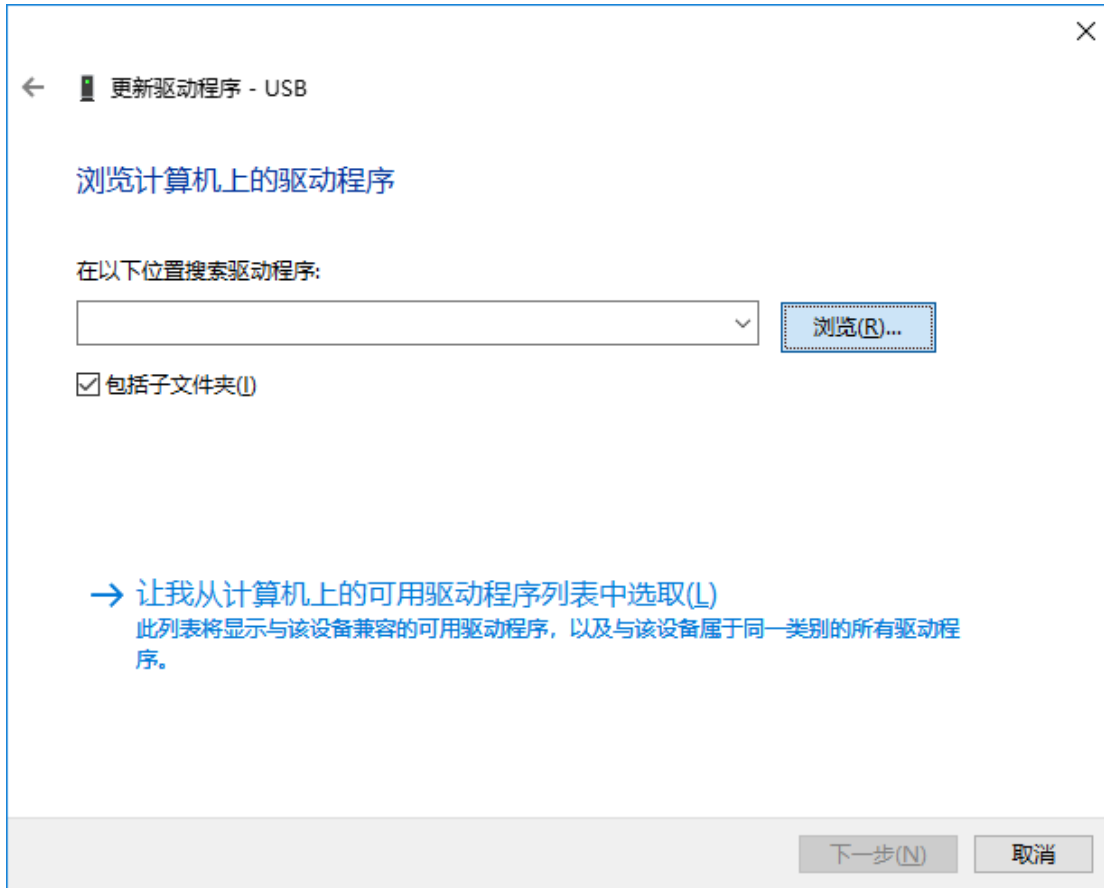 更新驱动程序 - USB
浏览计算机上的驱动程序
在以下位置搜索驱动程序:
浏览(R)...
包括子文件夹(I)
让我从计算机上的可用驱动程序列表中选取(L)
此列表将显示与该设备兼容的可用驱动程序，以及与该设备属于同一类别的所有驱动程
序。
下一步(N)
取消